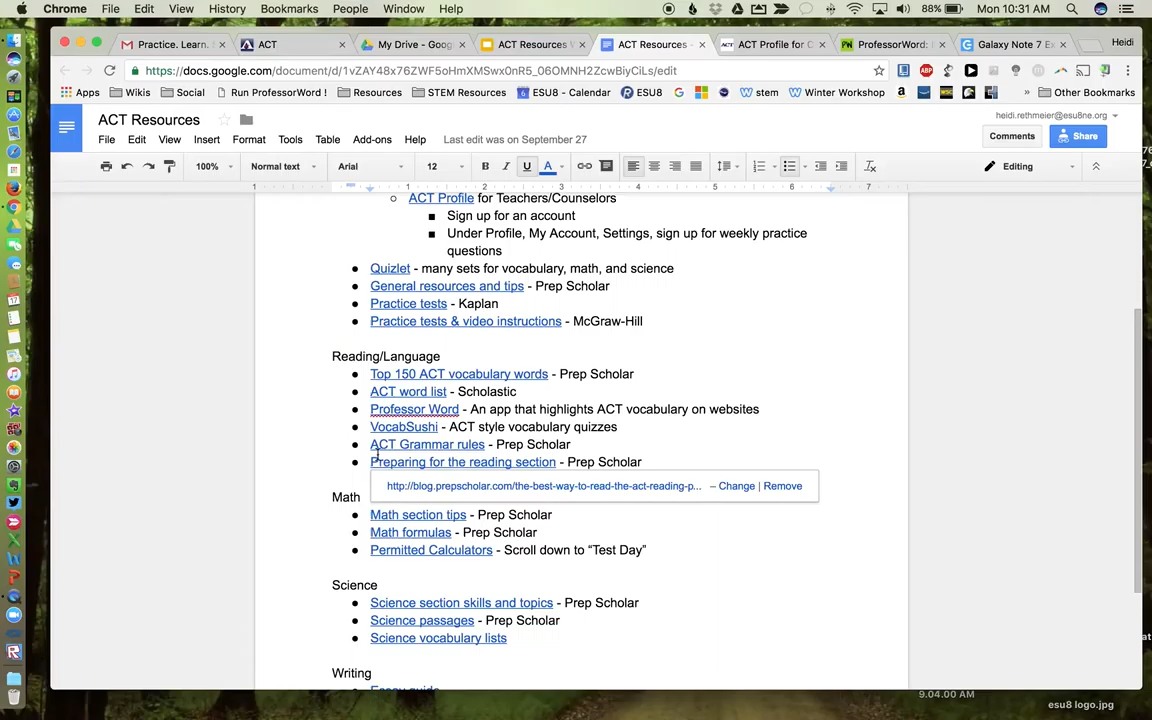 Chrome File Edit View History Bookmarks People Window Help 88% Mon 10:31 AM
Practice. Learn. ACT My Drive - Goog ACT Resources ACT Resources - ACT Profile for C ProfessorWord: Galaxy Note 7 Ex Heidi
https://docs.google.com/document/d/1vZAY48x76ZWF5oHmXMSwx0nR5_06OMNH2ZcwBiyCiLs/edit
Apps Wikis Social Run ProfessorWord ! Resources STEM Resources ESU8 - Calendar ESU8 stem Winter Workshop » Other Bookmarks
heidi.rethmeier@esu8ne.org
ACT Resources
Comments Share
File Edit View Insert Format Tools Table Add-ons Help Last edit was on September 27
100% Normal text Arial 12 B I U A Editing
1 1 2 3 4 5 6 7
ACT Profile for Teachers/Counselors
Sign up for an account
Under Profile, My Account, Settings, sign up for weekly practice
questions
Quizlet - many sets for vocabulary, math, and science
General resources and tips - Prep Scholar
Practice tests - Kaplan
Practice tests & video instructions - McGraw-Hill
Reading/Language
Top 150 ACT vocabulary words - Prep Scholar
ACT word list - Scholastic
Professor Word - An app that highlights ACT vocabulary on websites
VocabSushi - ACT style vocabulary quizzes
ACT Grammar rules - Prep Scholar
Preparing for the reading section - Prep Scholar
http://blog.prepscholar.com/the-best-way-to-read-the-act-reading-p... – Change | Remove
Math
Math section tips - Prep Scholar
Math formulas - Prep Scholar
Permitted Calculators - Scroll down to “Test Day”
Science
Science section skills and topics - Prep Scholar
Science passages - Prep Scholar
Science vocabulary lists
Writing
Essay guide
9.04.00 AM
esu8 logo.jpg